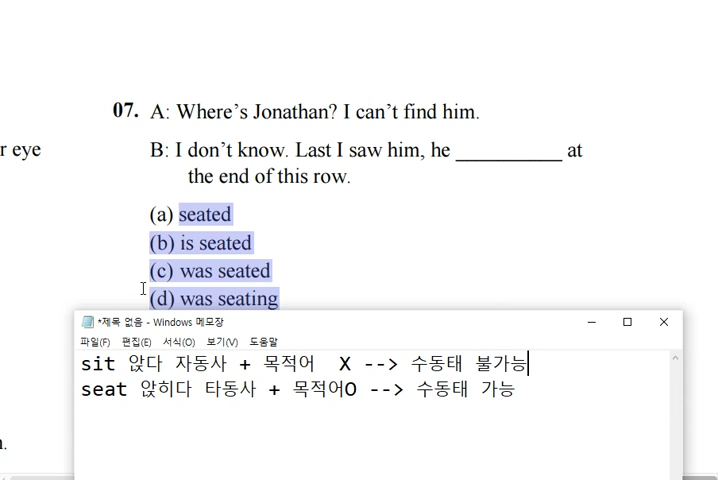 07. A: Where's Jonathan? I can't find him.
r eye
B: I don't know. Last I saw him, he __________ at
the end of this row.
(a) seated
(b) is seated
(c) was seated
(d) was seating
*제목 없음 - Windows 메모장
파일(F) 편집(E) 서식(O) 보기(V) 도움말
sit 앉다 자동사 + 목적어 X --> 수동태 불가능
seat 앉히다 타동사 + 목적어O --> 수동태 가능
n.